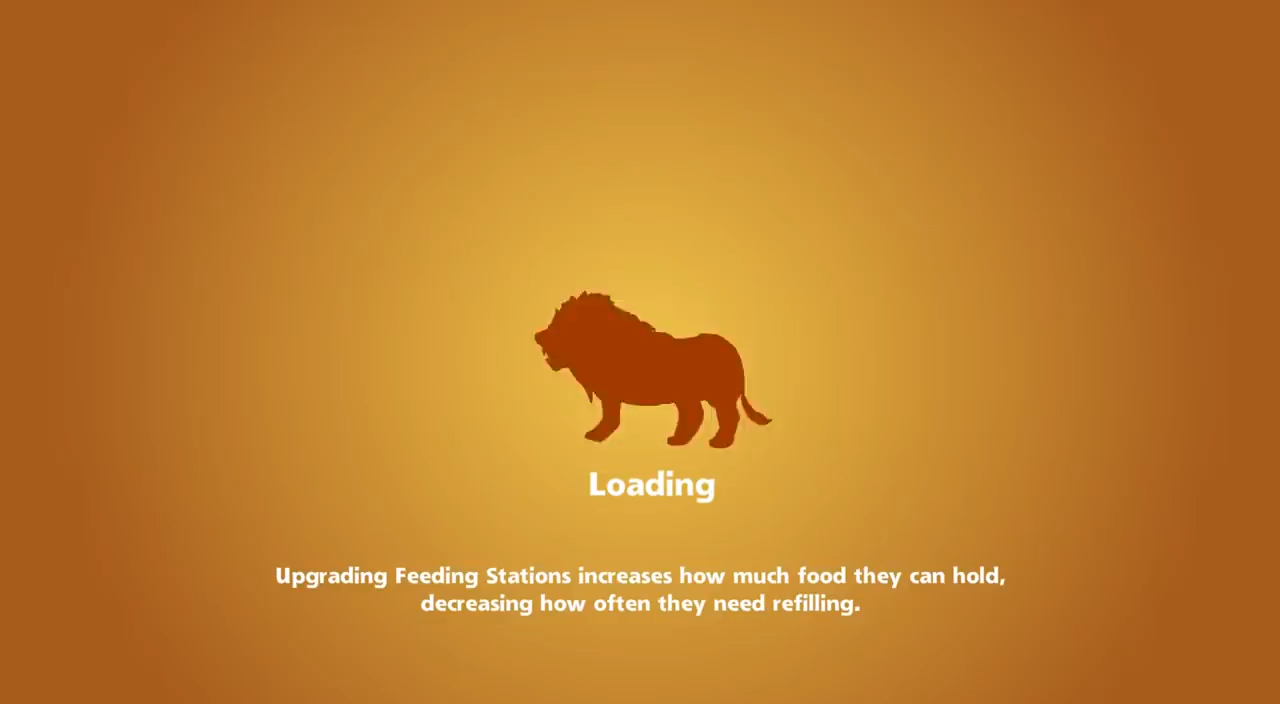 Loading
Upgrading Feeding Stations increases how much food they can hold,
decreasing how often they need refilling.